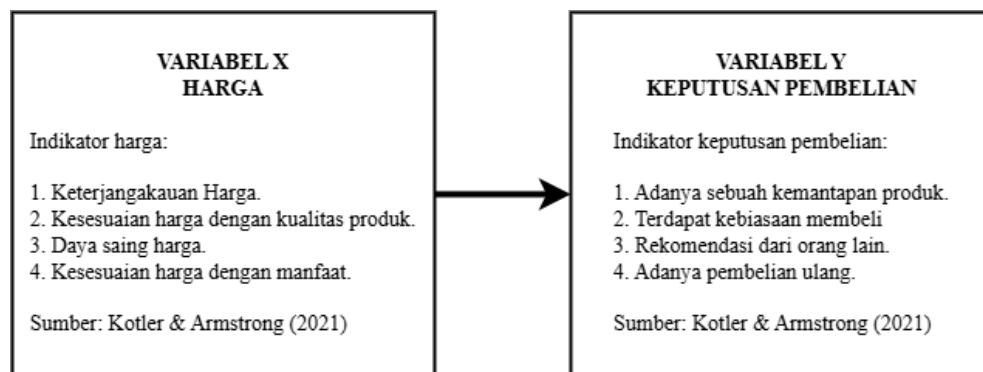 VARIABEL X
HARGA
Indikator harga:
1. Keterjangkauan Harga.
2. Kesesuaian harga dengan kualitas produk.
3. Daya saing harga.
4. Kesesuaian harga dengan manfaat.
Sumber: Kotler & Armstrong (2021)
VARIABEL Y
KEPUTUSAN PEMBELIAN
Indikator keputusan pembelian:
1. Adanya sebuah kemantapan produk.
2. Terdapat kebiasaan membeli
3. Rekomendasi dari orang lain.
4. Adanya pembelian ulang.
Sumber: Kotler & Armstrong (2021)